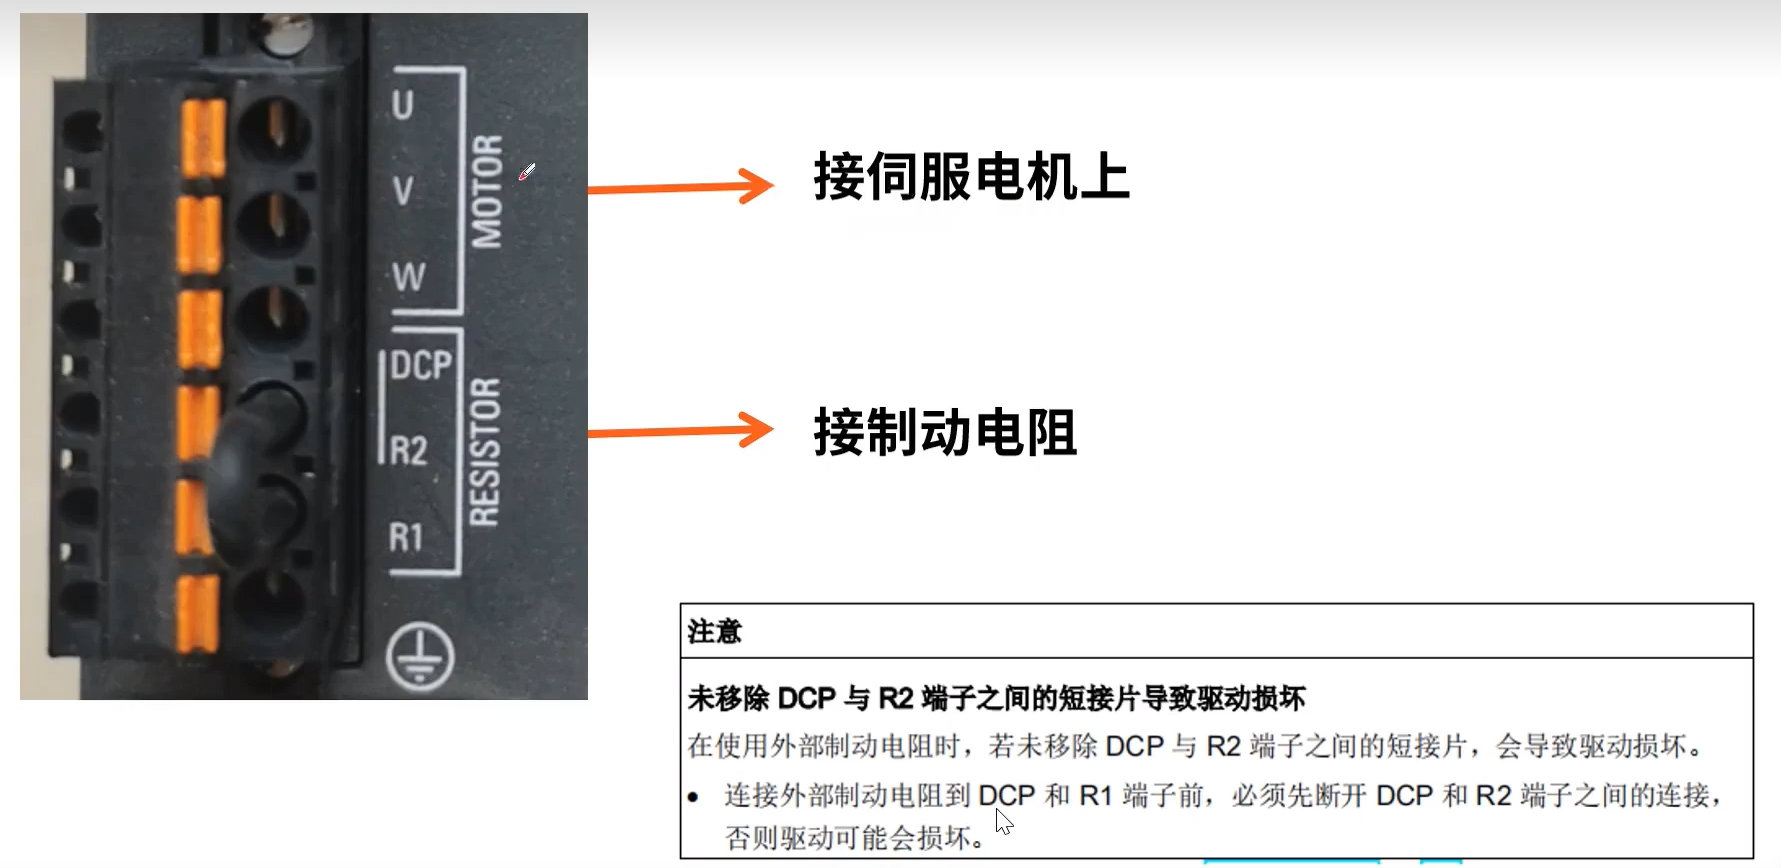 U
V
W
MOTOR
DCP
R2
R1
RESISTOR
接伺服电机上
接制动电阻
注意
未移除 DCP 与 R2 端子之间的短接片导致驱动损坏
在使用外部制动电阻时，若未移除 DCP 与 R2 端子之间的短接片，会导致驱动损坏。
• 连接外部制动电阻到 DCP 和 R1 端子前，必须先断开 DCP 和 R2 端子之间的连接，
否则驱动可能会损坏。